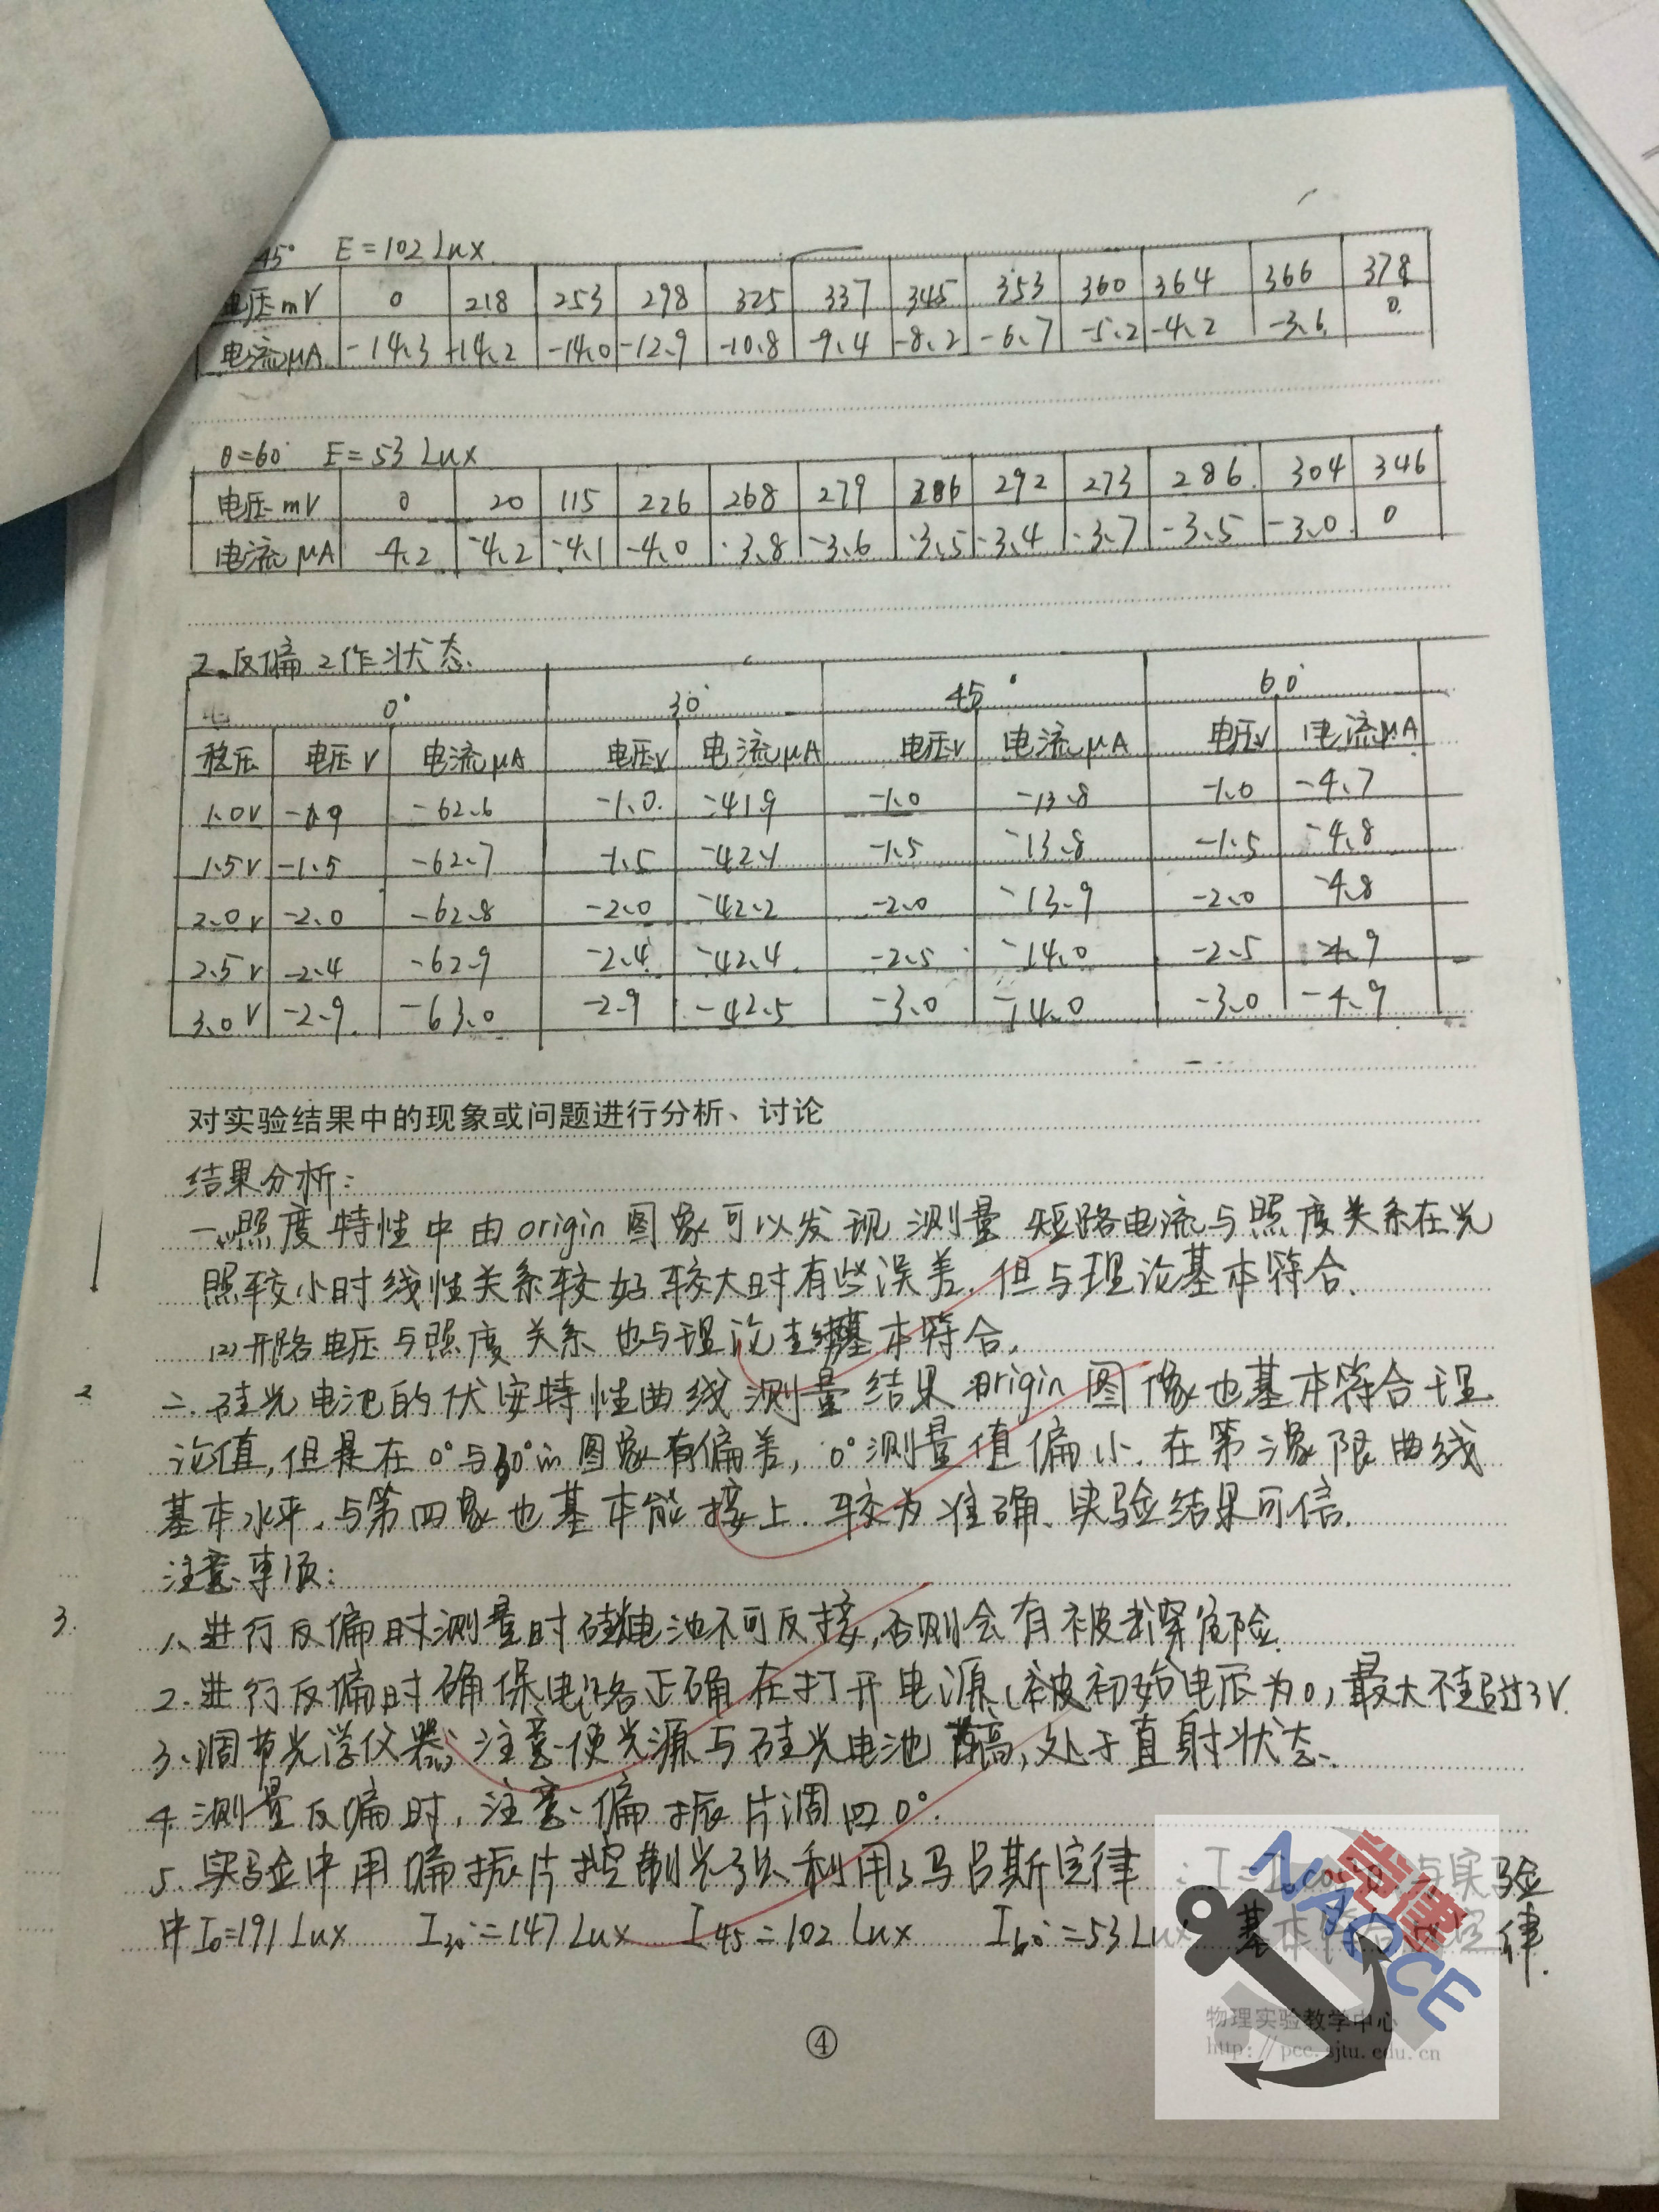 45° E=102 Lux
电压mV 0 218 253 298 325 337 345 353 360 364 366 378
电流μA -14.3 -14.2 -14.0 -12.9 -10.8 -9.4 -8.2 -6.7 -5.2 -4.2 -3.6 0
θ=60° E=53 Lux
电压mV 0 20 115 226 268 279 286 292 273 286 304 346
电流μA -4.2 -4.2 -4.1 -4.0 -3.8 -3.6 -3.5 -3.4 -3.7 -3.5 -3.0 0
2.反偏工作状态.
0° 30° 45° 60°
稳压 电压V 电流μA 电压V 电流μA 电压V 电流μA 电压V 电流μA
1.0V -62.6 -1.0 -41.9 -1.0 -13.8 -1.0 -4.7
1.5V -1.5 -62.7 -1.5 -42.1 -1.5 -13.8 -1.5 -4.8
2.0V -2.0 -62.8 -2.0 -42.2 -2.0 -13.9 -2.0 -4.8
2.5V -2.4 -62.9 -2.4 -42.4 -2.5 -14.0 -2.5 -4.9
3.0V -2.9 -63.0 -2.9 -42.5 -3.0 -14.0 -3.0 -4.9
对实验结果中的现象或问题进行分析、讨论
结果分析:
一.照度特性中由origin图象可以发现测量短路电流与照度关系在光
照较小时线性关系较好较大时有些误差.但与理论基本符合.
(2)开路电压与照度关系也与理论基本符合.
二.硅光电池的伏安特性曲线测量结果origin图像也基本符合理
论值,但是在0°与30°的图象有偏差,0°测量值偏小.在第三象限曲线
基本水平,与第四象也基本能接上.较为准确.实验结果可信.
注意事项:
1.进行反偏时测量时硅电池不可反接,否则会有被击穿危险.
2.进行反偏时确保电路正确在打开电源,初始电压为0,最大不超过3V.
3.调节光学仪器,注意使光源与硅光电池等高,处于直射状态.
4.测量反偏时,注意偏振片调回0°.
5.实验中用偏振片控制光强利用了马吕斯定律:I=I₀cos²θ,与实验
中I₀=191Lux I30°=147Lux I45=102 Lux I60°=53Lux 基本符合 定律.
2
3.
④
物理实验教学中心
http://pec.sjtu.edu.cn
NAOCE